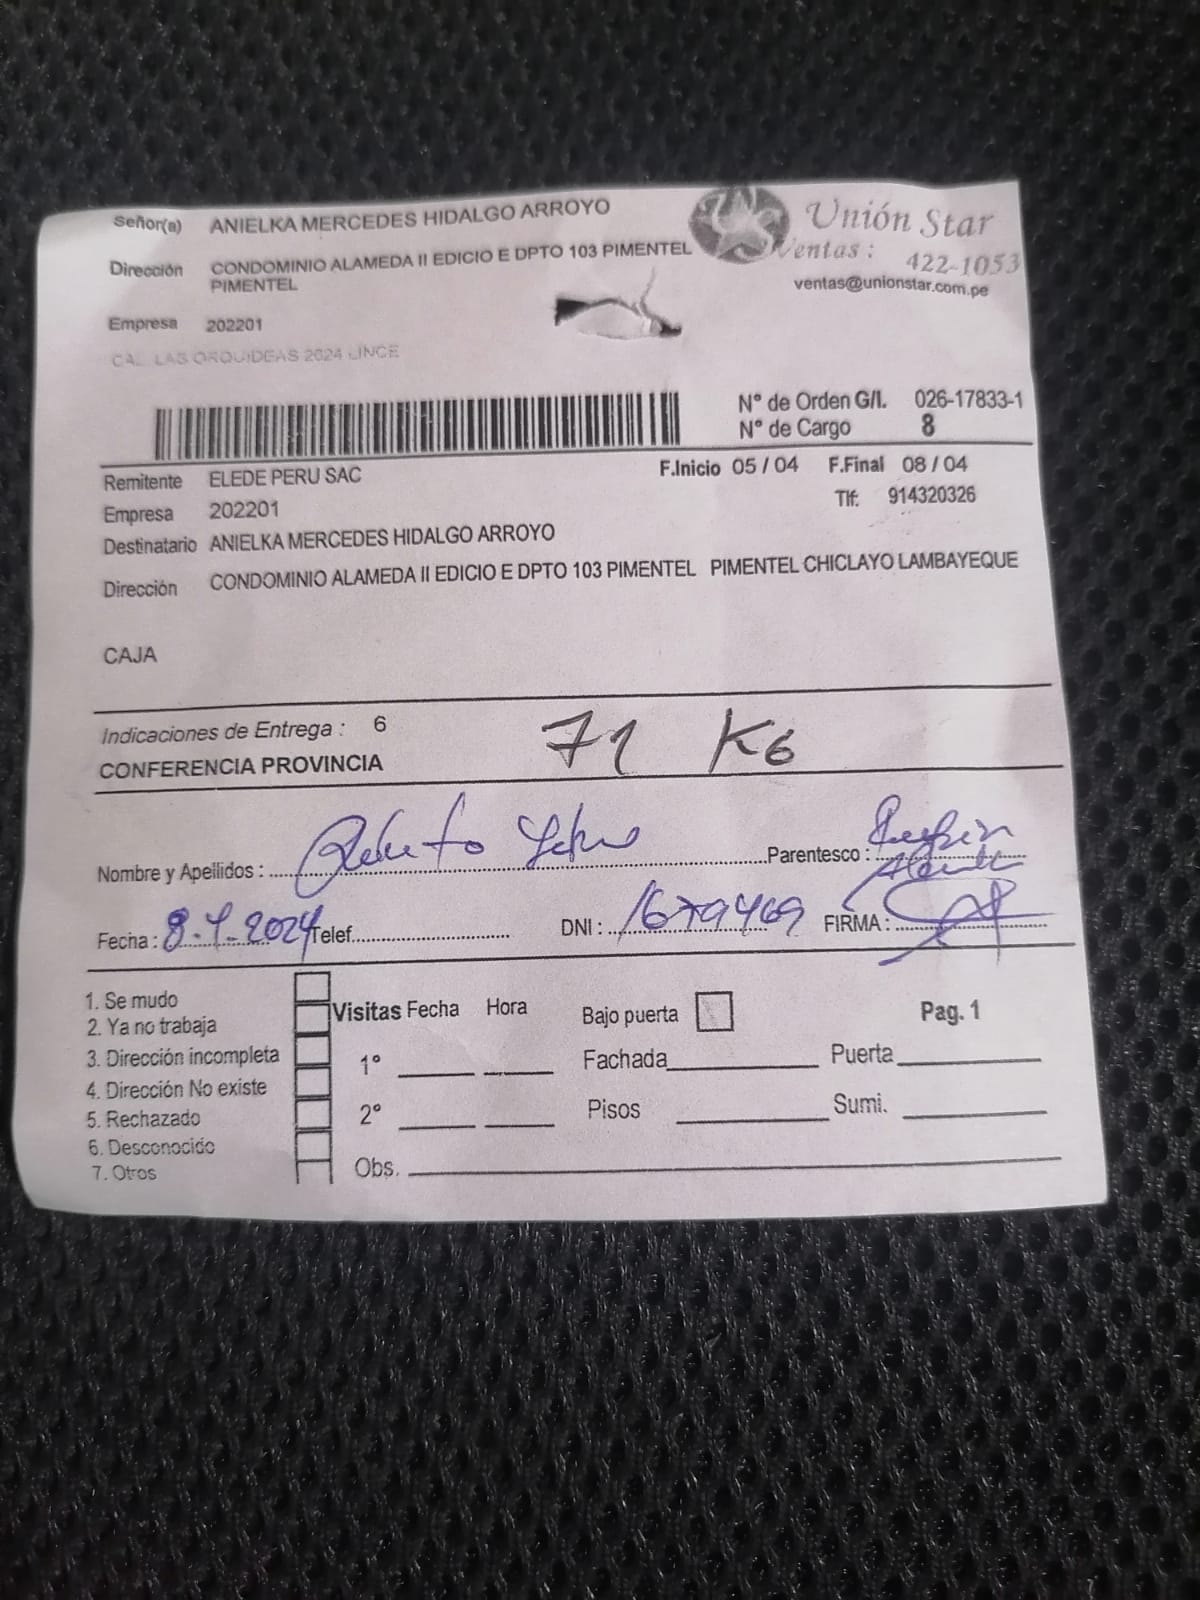 Señor(a) ANIELKA MERCEDES HIDALGO ARROYO
Unión Star
Dirección CONDOMINIO ALAMEDA II EDICIO E DPTO 103 PIMENTEL
PIMENTEL
Ventas : 422-1053
ventas@unionstar.com.pe
Empresa 202201
CAL LAS ORQUIDEAS 2024 LINCE
N° de Orden G/I. 026-17833-1
N° de Cargo 8
Remitente ELEDE PERU SAC F.Inicio 05 / 04 F.Final 08 / 04
Empresa 202201 Tlf: 914320326
Destinatario ANIELKA MERCEDES HIDALGO ARROYO
Dirección CONDOMINIO ALAMEDA II EDICIO E DPTO 103 PIMENTEL PIMENTEL CHICLAYO LAMBAYEQUE
CAJA
Indicaciones de Entrega : 6
71 KG
CONFERENCIA PROVINCIA
Nombre y Apellidos : Parentesco :
Fecha : 8.4.2024 Telef. DNI : 16779469 FIRMA:
1. Se mudo
2. Ya no trabaja
3. Dirección incompleta
4. Dirección No existe
5. Rechazado
6. Desconocido
7. Otros
Visitas Fecha Hora
1°
2°
Obs.
Bajo puerta Pag. 1
Fachada Puerta
Pisos Sumi.